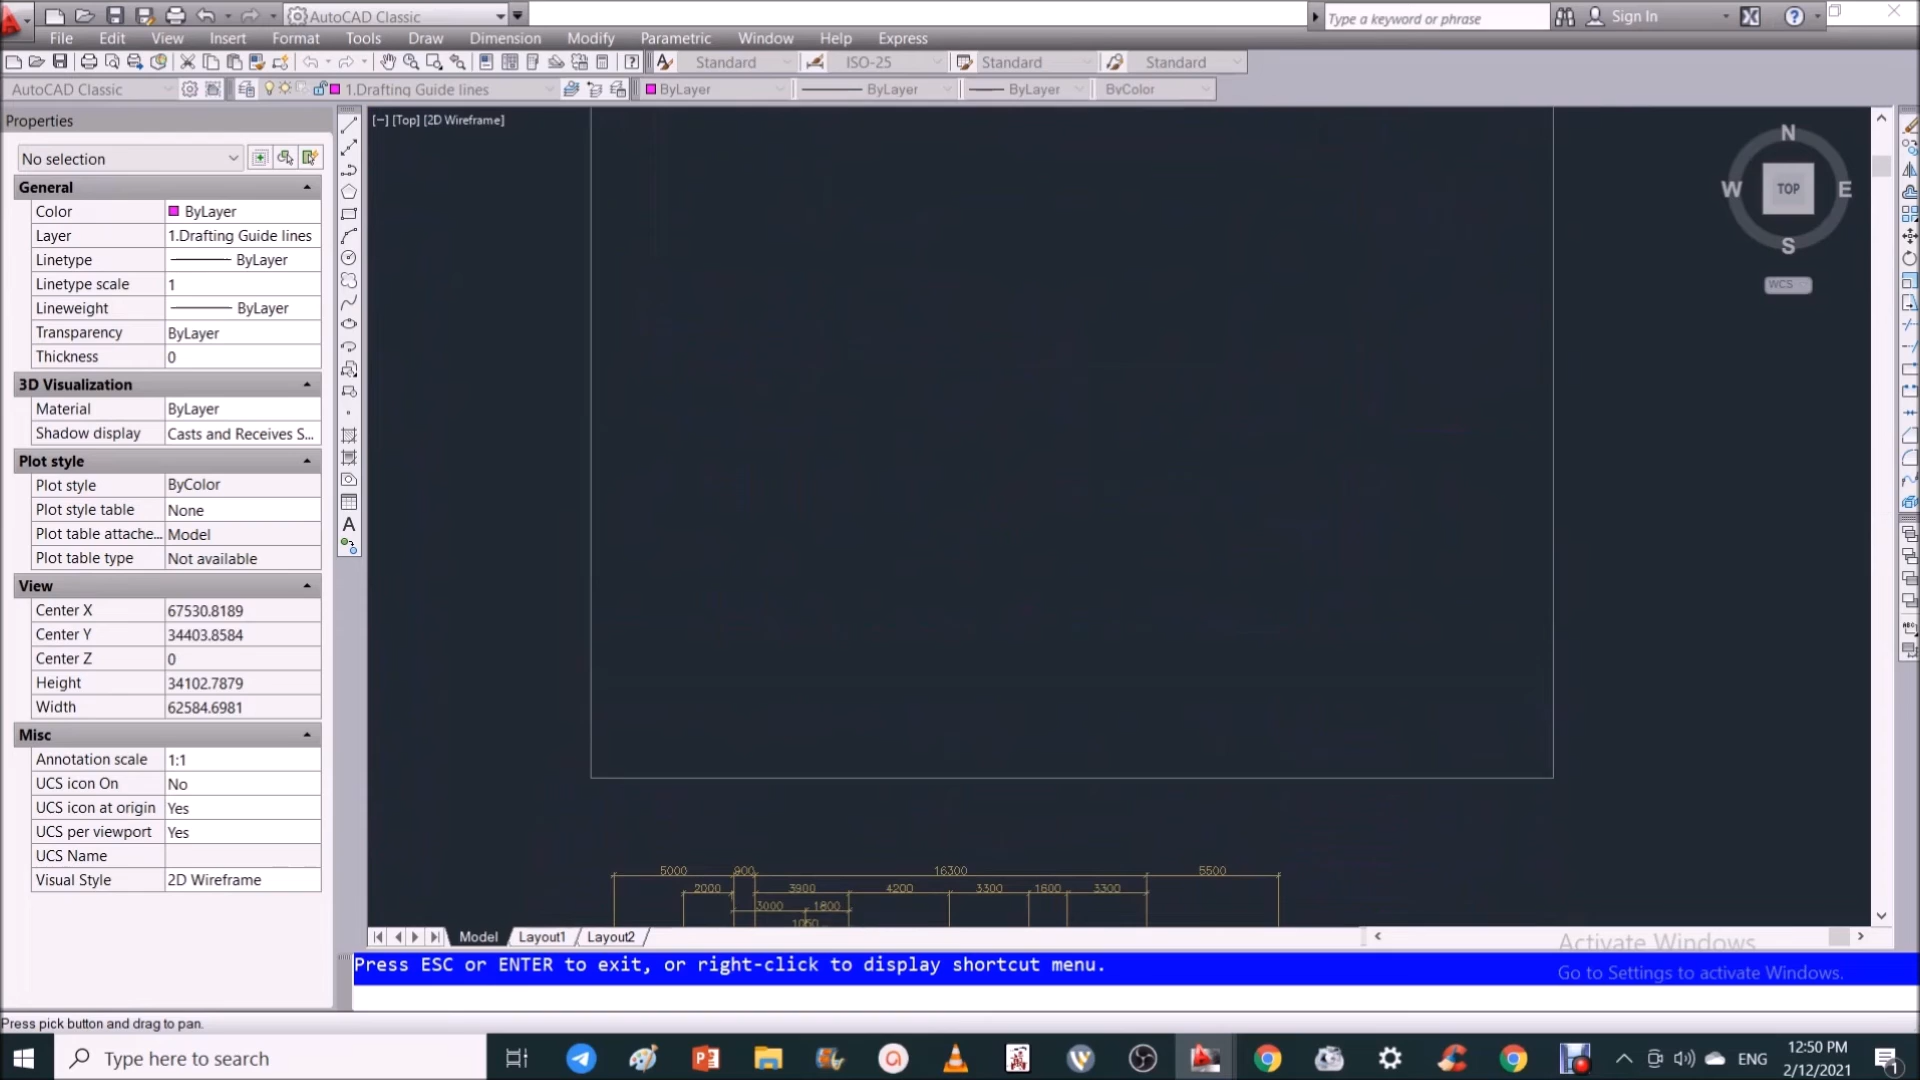 AutoCAD Classic
Type a keyword or phrase
Sign In
File Edit View Insert Format Tools Draw Dimension Modify Parametric Window Help Express
Standard ISO-25 Standard Standard
AutoCAD Classic 1.Drafting Guide lines ByLayer ByLayer ByLayer ByColor
Properties
[−] [Top] [2D Wireframe]
No selection
General
Color ByLayer
Layer 1.Drafting Guide lines
Linetype ByLayer
Linetype scale 1
Lineweight ByLayer
Transparency ByLayer
Thickness 0
3D Visualization
Material ByLayer
Shadow display Casts and Receives S...
Plot style
Plot style ByColor
Plot style table None
Plot table attache... Model
Plot table type Not available
View
Center X 67530.8189
Center Y 34403.8584
Center Z 0
Height 34102.7879
Width 62584.6981
Misc
Annotation scale 1:1
UCS icon On No
UCS icon at origin Yes
UCS per viewport Yes
UCS Name
Visual Style 2D Wireframe
N
W TOP E
S
WCS
5000 900 16300 5500
2000 3900 4200 3300 1600 3300
3000 1800
1050
Model Layout1 Layout2
Activate Windows
Go to Settings to activate Windows.
Press ESC or ENTER to exit, or right-click to display shortcut menu.
Press pick button and drag to pan.
Type here to search
ENG
12:50 PM
2/12/2021
1